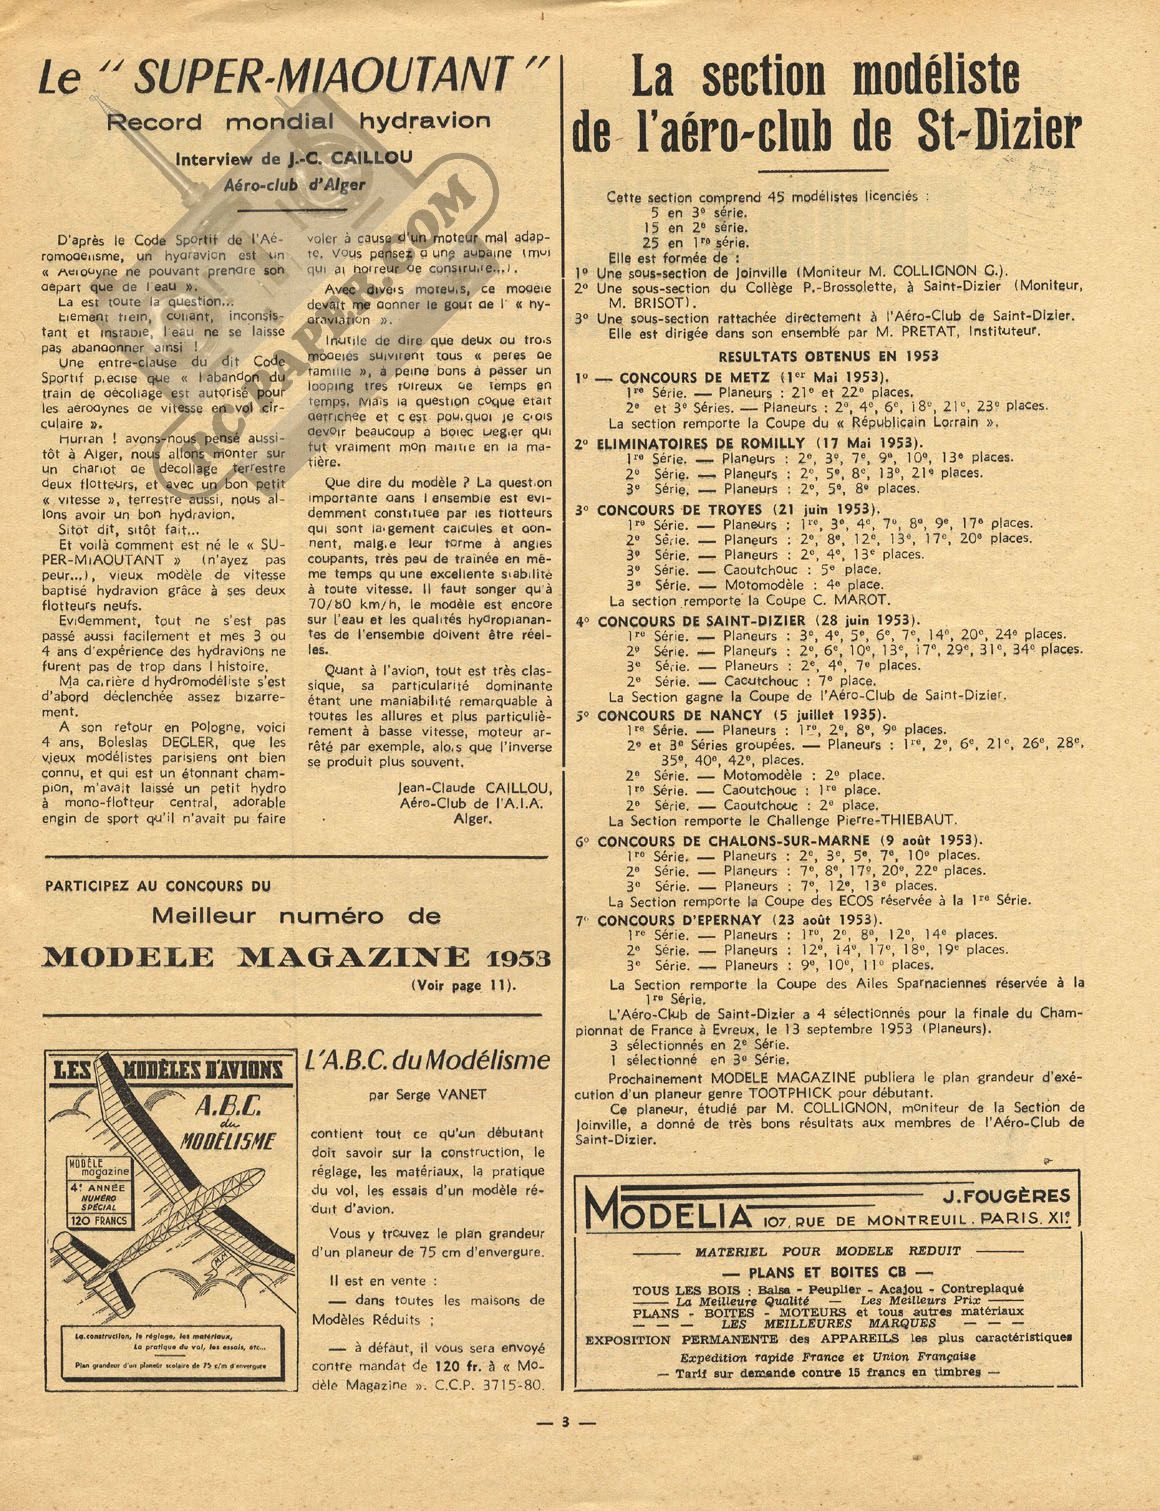 Le " SUPER-MIAOUTANT "
Record mondial hydravion
Interview de J.-C. CAILLOU
Aéro-club d'Alger
D'après le Code Sportif de l'Aé-
romodélisme, un hydravion est un
« Aérodyne ne pouvant prendre son
départ que de l'eau ».
La est toute la question...
Element coulant, inconsis-
tant et instable, l'eau ne se laisse
pas abandonner ainsi !
Une entre-clause du dit Code
Sportif précise que « l'abandon du
train de décollage est autorisé pour
les aérodynes de vitesse en vol cir-
culaire ».
Hurrah ! avons-nous pensé aussi-
tôt à Alger, nous allons monter sur
un chariot de décollage terrestre
deux flotteurs, et avec un bon petit
« vitesse », terrestre aussi, nous al-
lons avoir un bon hydravion.
Sitôt dit, sitôt fait...
Et voilà comment est né le « SU-
PER-MIAOUTANT » (n'ayez pas
peur...), vieux modèle de vitesse
baptisé hydravion grâce à ses deux
flotteurs neufs.
Evidemment, tout ne s'est pas
passé aussi facilement et mes 3 ou
4 ans d'expérience des hydravions ne
furent pas de trop dans l histoire.
Ma carrière d hydromodéliste s'est
d'abord déclenchée assez bizarre-
ment.
A son retour en Pologne, voici
4 ans, Boleslas DEGLER, que les
vieux modélistes parisiens ont bien
connu, et qui est un étonnant cham-
pion, m'avait laissé un petit hydro
à mono-flotteur central, adorable
engin de sport qu'il n'avait pu faire
voler à cause d'un moteur mal adap-
té. Vous pensez à une aubaine (moi
qui ai horreur de construire...).
Avec divers moteurs, ce modèle
devait me donner le goût de l' « hy-
draviation ».
Inutile de dire que deux ou trois
modèles suivirent tous « pères de
famille », à peine bons à passer un
looping très foireux de temps en
temps. Mais la question coque était
défrichée et c'est pourquoi je crois
devoir beaucoup à Bolec Degler qui
fut vraiment mon maître en la ma-
tière.
Que dire du modèle ? La question
importante dans l ensemble est évi-
demment constituée par les flotteurs
qui sont largement calculés et don-
nent, malgré leur forme à angles
coupants, très peu de traînée en mê-
me temps qu une excellente stabilité
à toute vitesse. Il faut songer qu'à
70/80 km/h, le modèle est encore
sur l'eau et les qualités hydroplanan-
tes de l'ensemble doivent être réel-
les.
Quant à l'avion, tout est très clas-
sique, sa particularité dominante
étant une maniabilité remarquable à
toutes les allures et plus particuliè-
rement à basse vitesse, moteur ar-
rêté par exemple, alors que l'inverse
se produit plus souvent.
Jean-Claude CAILLOU,
Aéro-Club de l'A.I.A.
Alger.
PARTICIPEZ AU CONCOURS DU
Meilleur numéro de
MODELE MAGAZINE 1953
(Voir page 11).
LES MODÈLES D'AVIONS
A.B.C.
du
MODÉLISME
MODÈLE
magazine
4e ANNÉE
NUMÉRO
SPÉCIAL
120 FRANCS
La construction, le réglage, les matériaux,
La pratique du vol, les essais, etc...
Plan grandeur d'un planeur scolaire de 75 c/m d'envergure
L'A.B.C. du Modélisme
par Serge VANET
contient tout ce qu'un débutant
doit savoir sur la construction, le
réglage, les matériaux, la pratique
du vol, les essais d'un modèle ré-
duit d'avion.
Vous y trouvez le plan grandeur
d'un planeur de 75 cm d'envergure.
Il est en vente :
— dans toutes les maisons de
Modèles Réduits ;
— à défaut, il vous sera envoyé
contre mandat de 120 fr. à « Mo-
dèle Magazine ». C.C.P. 3715-80.
La section modéliste
de l'aéro-club de St-Dizier
Cette section comprend 45 modélistes licenciés :
5 en 3e série.
15 en 2e série.
25 en 1re série.
Elle est formée de :
1o Une sous-section de Joinville (Moniteur M. COLLIGNON G.).
2o Une sous-section du Collège P.-Brossolette, à Saint-Dizier (Moniteur,
M. BRISOT).
3o Une sous-section rattachée directement à l'Aéro-Club de Saint-Dizier.
Elle est dirigée dans son ensemble par M. PRETAT, Instituteur.
RESULTATS OBTENUS EN 1953
1o — CONCOURS DE METZ (1er Mai 1953).
1re Série. — Planeurs : 21e et 22e places.
2e et 3e Séries. — Planeurs : 2e, 4e, 6e, 18e, 21e, 23e places.
La section remporte la Coupe du « Républicain Lorrain ».
2o ELIMINATOIRES DE ROMILLY (17 Mai 1953).
1re Série. — Planeurs : 2e, 3e, 7e, 9e, 10e, 13e places.
2e Série. — Planeurs : 2e, 5e, 8e, 13e, 21e places.
3e Série. — Planeurs : 2e, 5e, 8e places.
3o CONCOURS DE TROYES (21 juin 1953).
1re Série. — Planeurs : 1re, 3e, 4e, 7e, 8e, 9e, 17e places.
2e Série. — Planeurs : 2e, 8e, 12e, 13e, 17e, 20e places.
3e Série. — Planeurs : 2e, 4e, 13e places.
3e Série. — Caoutchouc : 5e place.
3e Série. — Motomodèle : 4e place.
La section remporte la Coupe C. MAROT.
4o CONCOURS DE SAINT-DIZIER (28 juin 1953).
1re Série. — Planeurs : 3e, 4e, 5e, 6e, 7e, 14e, 20e, 24e places.
2e Série. — Planeurs : 2e, 6e, 10e, 13e, 17e, 29e, 31e, 34e places.
3e Série. — Planeurs : 2e, 4e, 7e places.
2e Série. — Caoutchouc : 7e place.
La Section gagne la Coupe de l'Aéro-Club de Saint-Dizier.
5o CONCOURS DE NANCY (5 juillet 1935).
1re Série. — Planeurs : 1re, 2e, 8e, 9e places.
2e et 3e Séries groupées. — Planeurs : 1re, 2e, 6e, 21e, 26e, 28e,
35e, 40e, 42e, places.
2e Série. — Motomodèle : 2e place.
1re Série. — Caoutchouc : 1re place.
2e Série. — Caoutchouc : 2e place.
La Section remporte le Challenge Pierre-THIEBAUT.
6o CONCOURS DE CHALONS-SUR-MARNE (9 août 1953).
1re Série. — Planeurs : 2e, 3e, 5e, 7e, 10e places.
2e Série. — Planeurs : 7e, 8e, 17e, 20e, 22e places.
3e Série. — Planeurs : 7e, 12e, 13e places.
La Section remporte la Coupe des ECOS réservée à la 1re Série.
7o CONCOURS D'EPERNAY (23 août 1953).
1re Série. — Planeurs : 1re, 2e, 8e, 12e, 14e places.
2e Série. — Planeurs : 12e, 14e, 17e, 18e, 19e places.
3e Série. — Planeurs : 9e, 10e, 11e places.
La Section remporte la Coupe des Ailes Sparnaciennes réservée à la
1re Série.
L'Aéro-Club de Saint-Dizier a 4 sélectionnés pour la finale du Cham-
pionnat de France à Evreux, le 13 septembre 1953 (Planeurs).
3 sélectionnés en 2e Série.
1 sélectionné en 3e Série.
Prochainement MODELE MAGAZINE publiera le plan grandeur d'exé-
cution d'un planeur genre TOOTPHICK pour débutant.
Ce planeur, étudié par M. COLLIGNON, moniteur de la Section de
Joinville, a donné de très bons résultats aux membres de l'Aéro-Club de
Saint-Dizier.
MODELIA
J. FOUGÈRES
107, RUE DE MONTREUIL. PARIS. XIe
MATERIEL POUR MODELE REDUIT
— PLANS ET BOITES CB —
TOUS LES BOIS : Balsa - Peuplier - Acajou - Contreplaqué
La Meilleure Qualité — Les Meilleurs Prix
PLANS - BOITES - MOTEURS et tous autres matériaux
— — — LES MEILLEURES MARQUES — — —
EXPOSITION PERMANENTE des APPAREILS les plus caractéristiques
Expedition rapide France et Union Française
— Tarif sur demande contre 15 francs en timbres —
— 3 —
RC-PAPER.COM